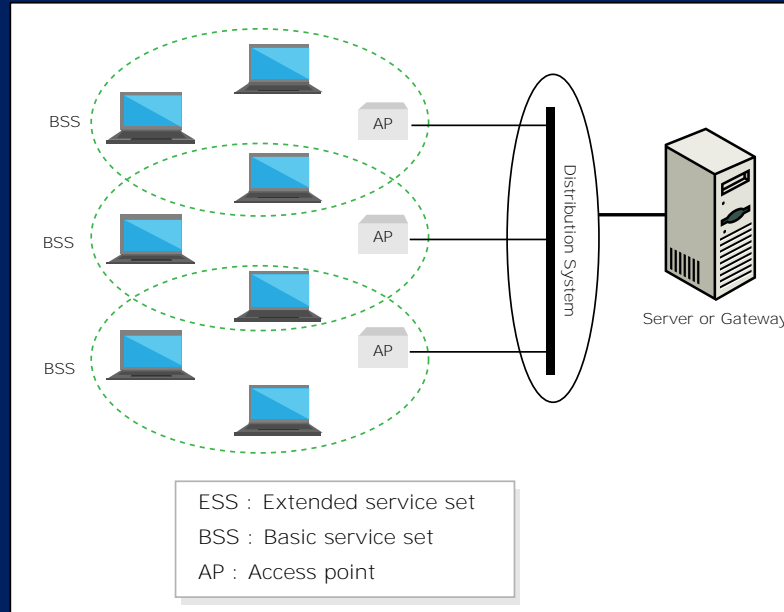 BSS
AP
BSS
AP
BSS
AP
Distribution System
Server or Gateway
ESS : Extended service set
BSS : Basic service set
AP : Access point